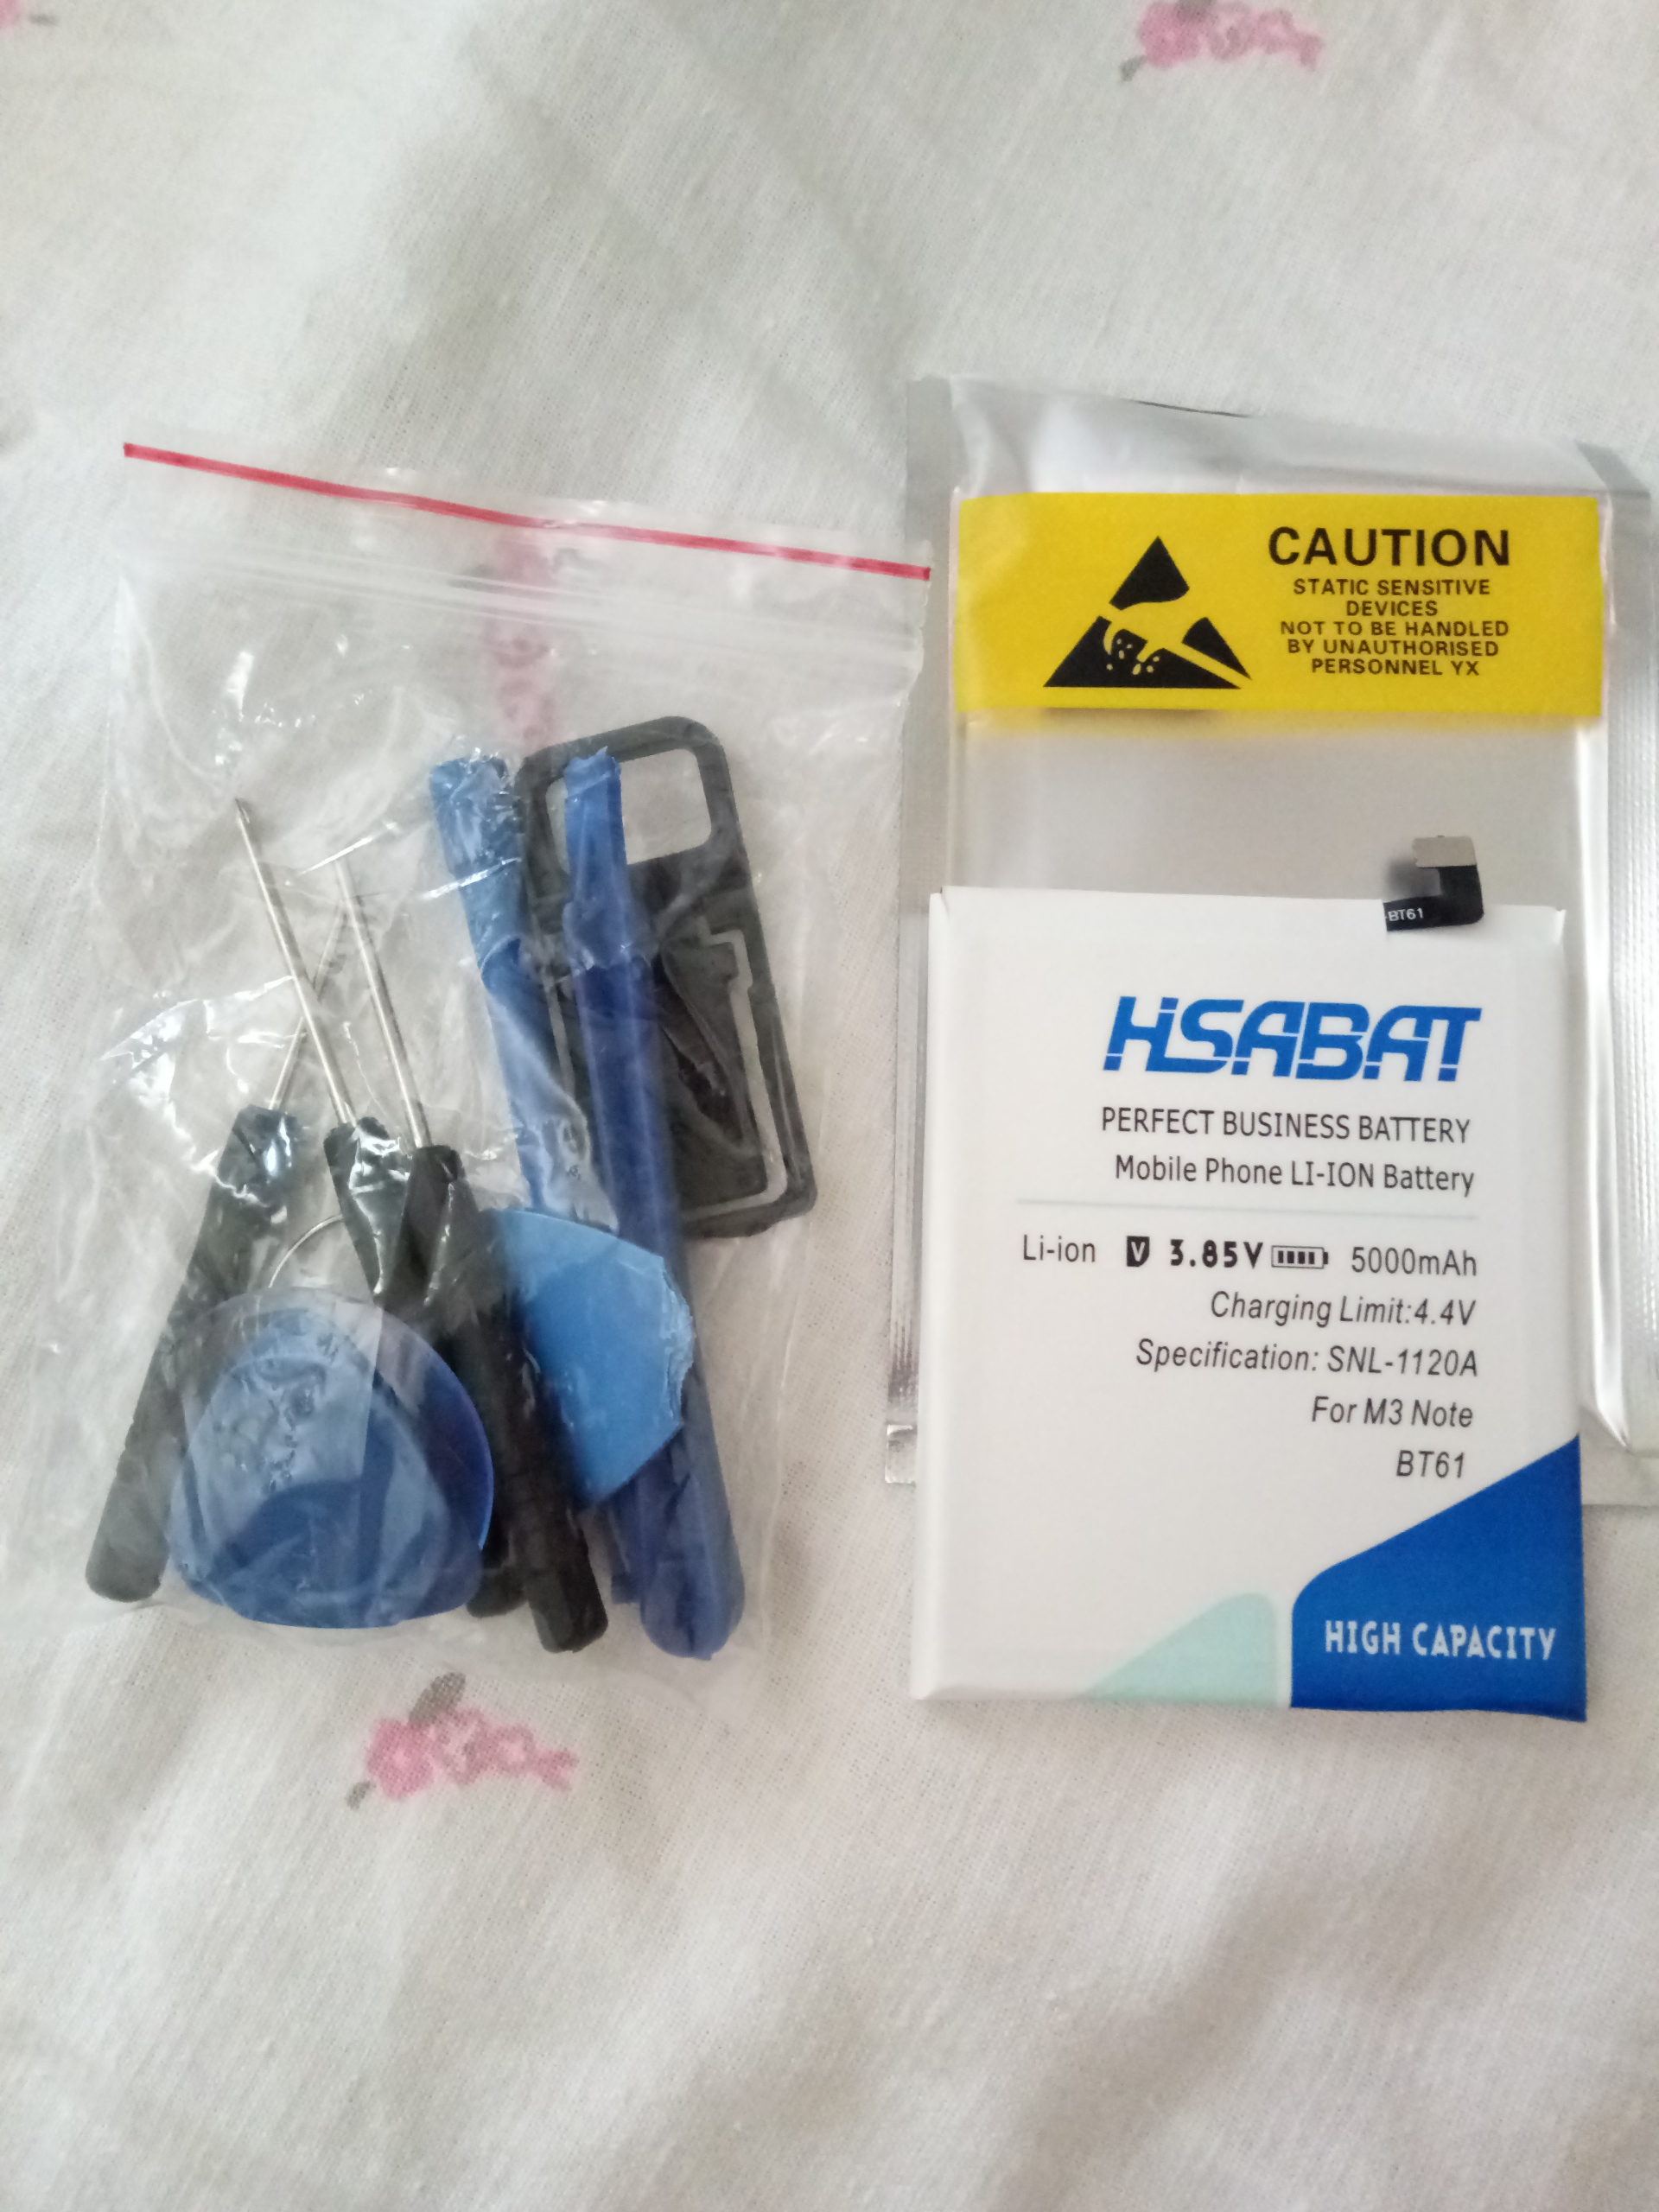 CAUTION
STATIC SENSITIVE
DEVICES
NOT TO BE HANDLED
BY UNAUTHORISED
PERSONNEL YX
-BT61
HSABAT
PERFECT BUSINESS BATTERY
Mobile Phone LI-ION Battery
Li-ion V 3.85V 5000mAh
Charging Limit:4.4V
Specification: SNL-1120A
For M3 Note
BT61
HIGH CAPACITY